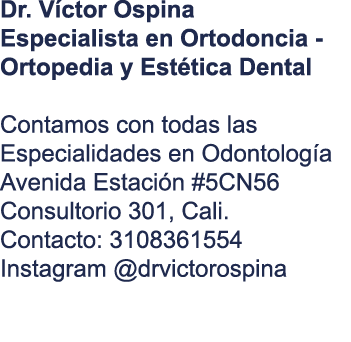 Dr. Víctor Ospina
Especialista en Ortodoncia -
Ortopedia y Estética Dental
Contamos con todas las
Especialidades en Odontología
Avenida Estación #5CN56
Consultorio 301, Cali.
Contacto: 3108361554
Instagram @drvictorospina